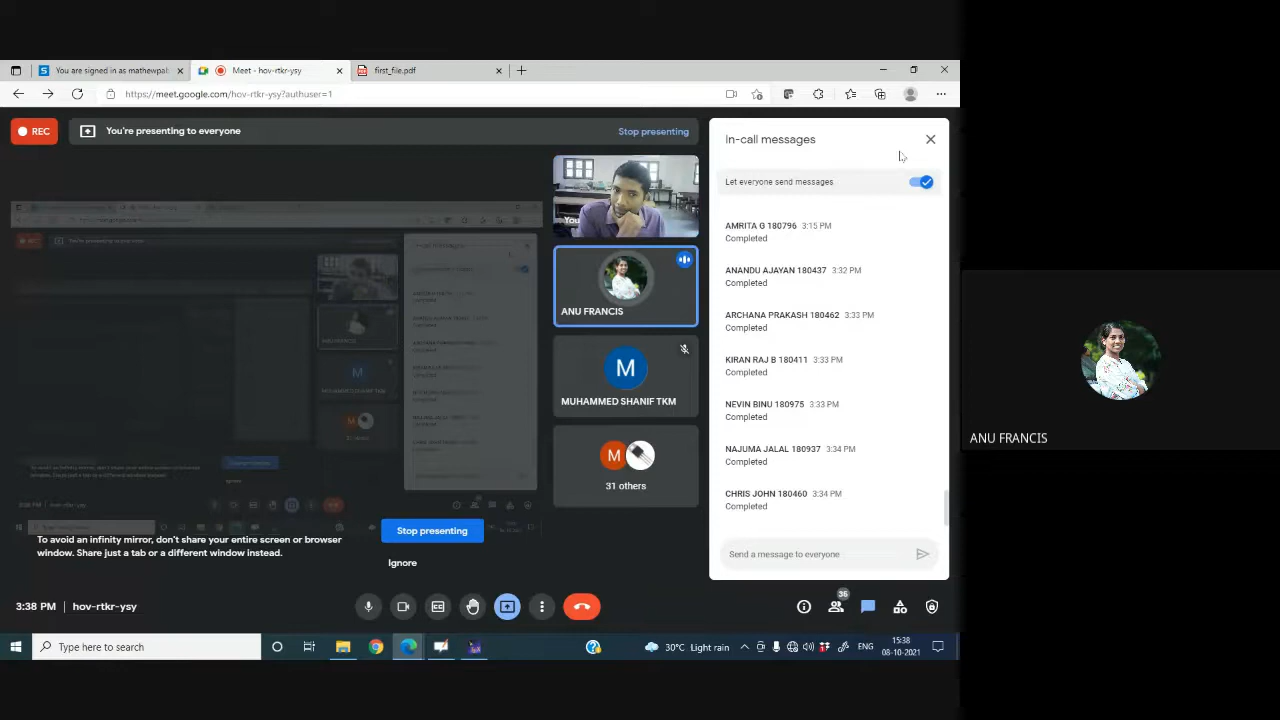 You are signed in as mathewpal
Meet - hov-rtkr-ysy
first_file.pdf
https://meet.google.com/hov-rtkr-ysy?authuser=1
REC
You're presenting to everyone
Stop presenting
In-call messages
Let everyone send messages
AMRITA G 180796 3:15 PM
Completed
ANANDU AJAYAN 180437 3:32 PM
Completed
ARCHANA PRAKASH 180462 3:33 PM
Completed
KIRAN RAJ B 180411 3:33 PM
Completed
NEVIN BINU 180975 3:33 PM
Completed
NAJUMA JALAL 180937 3:34 PM
Completed
CHRIS JOHN 180460 3:34 PM
Completed
Send a message to everyone
You
ANU FRANCIS
M
MUHAMMED SHANIF TKM
M
31 others
To avoid an infinity mirror, don't share your entire screen or browser
window. Share just a tab or a different window instead.
Stop presenting
Ignore
3:38 PM | hov-rtkr-ysy
36
Type here to search
30°C Light rain
ENG
15:38
08-10-2021
ANU FRANCIS